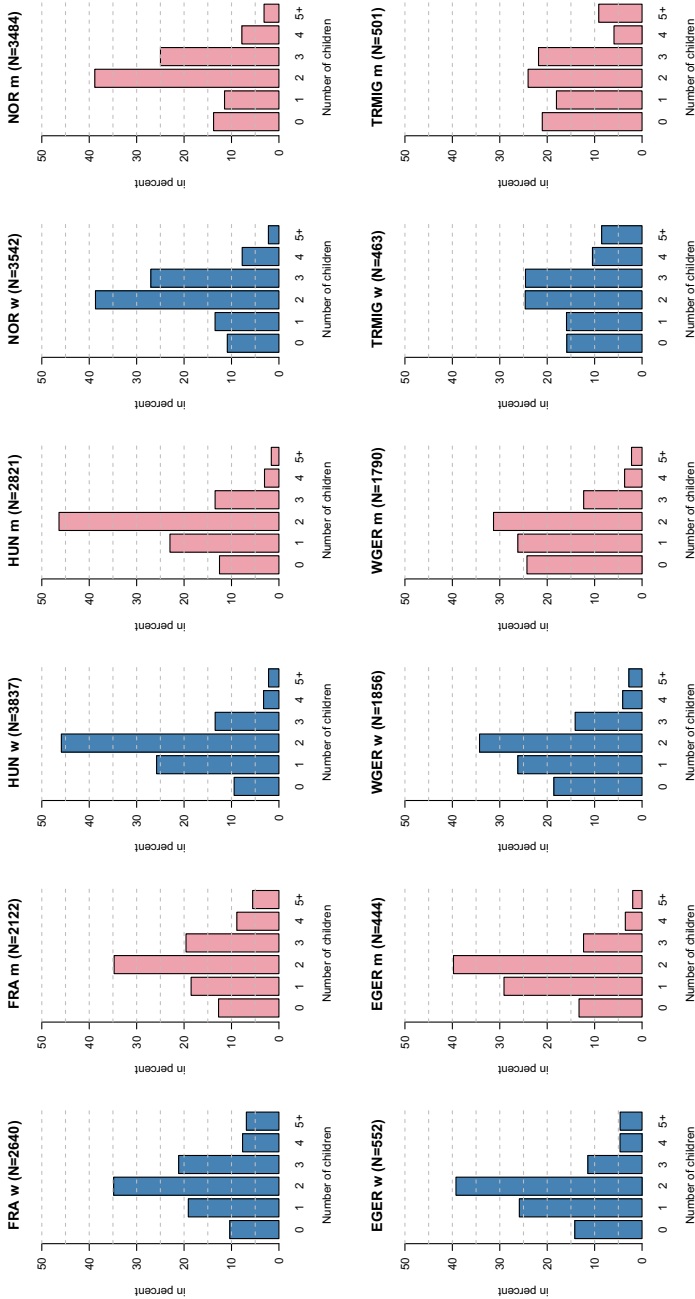 FRA w (N=2640)
in percent
50
40
30
20
10
0
0 1 2 3 4 5+
Number of children
FRA m (N=2122)
in percent
50
40
30
20
10
0
0 1 2 3 4 5+
Number of children
HUN w (N=3837)
in percent
50
40
30
20
10
0
0 1 2 3 4 5+
Number of children
HUN m (N=2821)
in percent
50
40
30
20
10
0
0 1 2 3 4 5+
Number of children
NOR w (N=3542)
in percent
50
40
30
20
10
0
0 1 2 3 4 5+
Number of children
NOR m (N=3484)
in percent
50
40
30
20
10
0
0 1 2 3 4 5+
Number of children
EGER w (N=552)
in percent
50
40
30
20
10
0
0 1 2 3 4 5+
Number of children
EGER m (N=444)
in percent
50
40
30
20
10
0
0 1 2 3 4 5+
Number of children
WGER w (N=1856)
in percent
50
40
30
20
10
0
0 1 2 3 4 5+
Number of children
WGER m (N=1790)
in percent
50
40
30
20
10
0
0 1 2 3 4 5+
Number of children
TRMIG w (N=463)
in percent
50
40
30
20
10
0
0 1 2 3 4 5+
Number of children
TRMIG m (N=501)
in percent
50
40
30
20
10
0
0 1 2 3 4 5+
Number of children